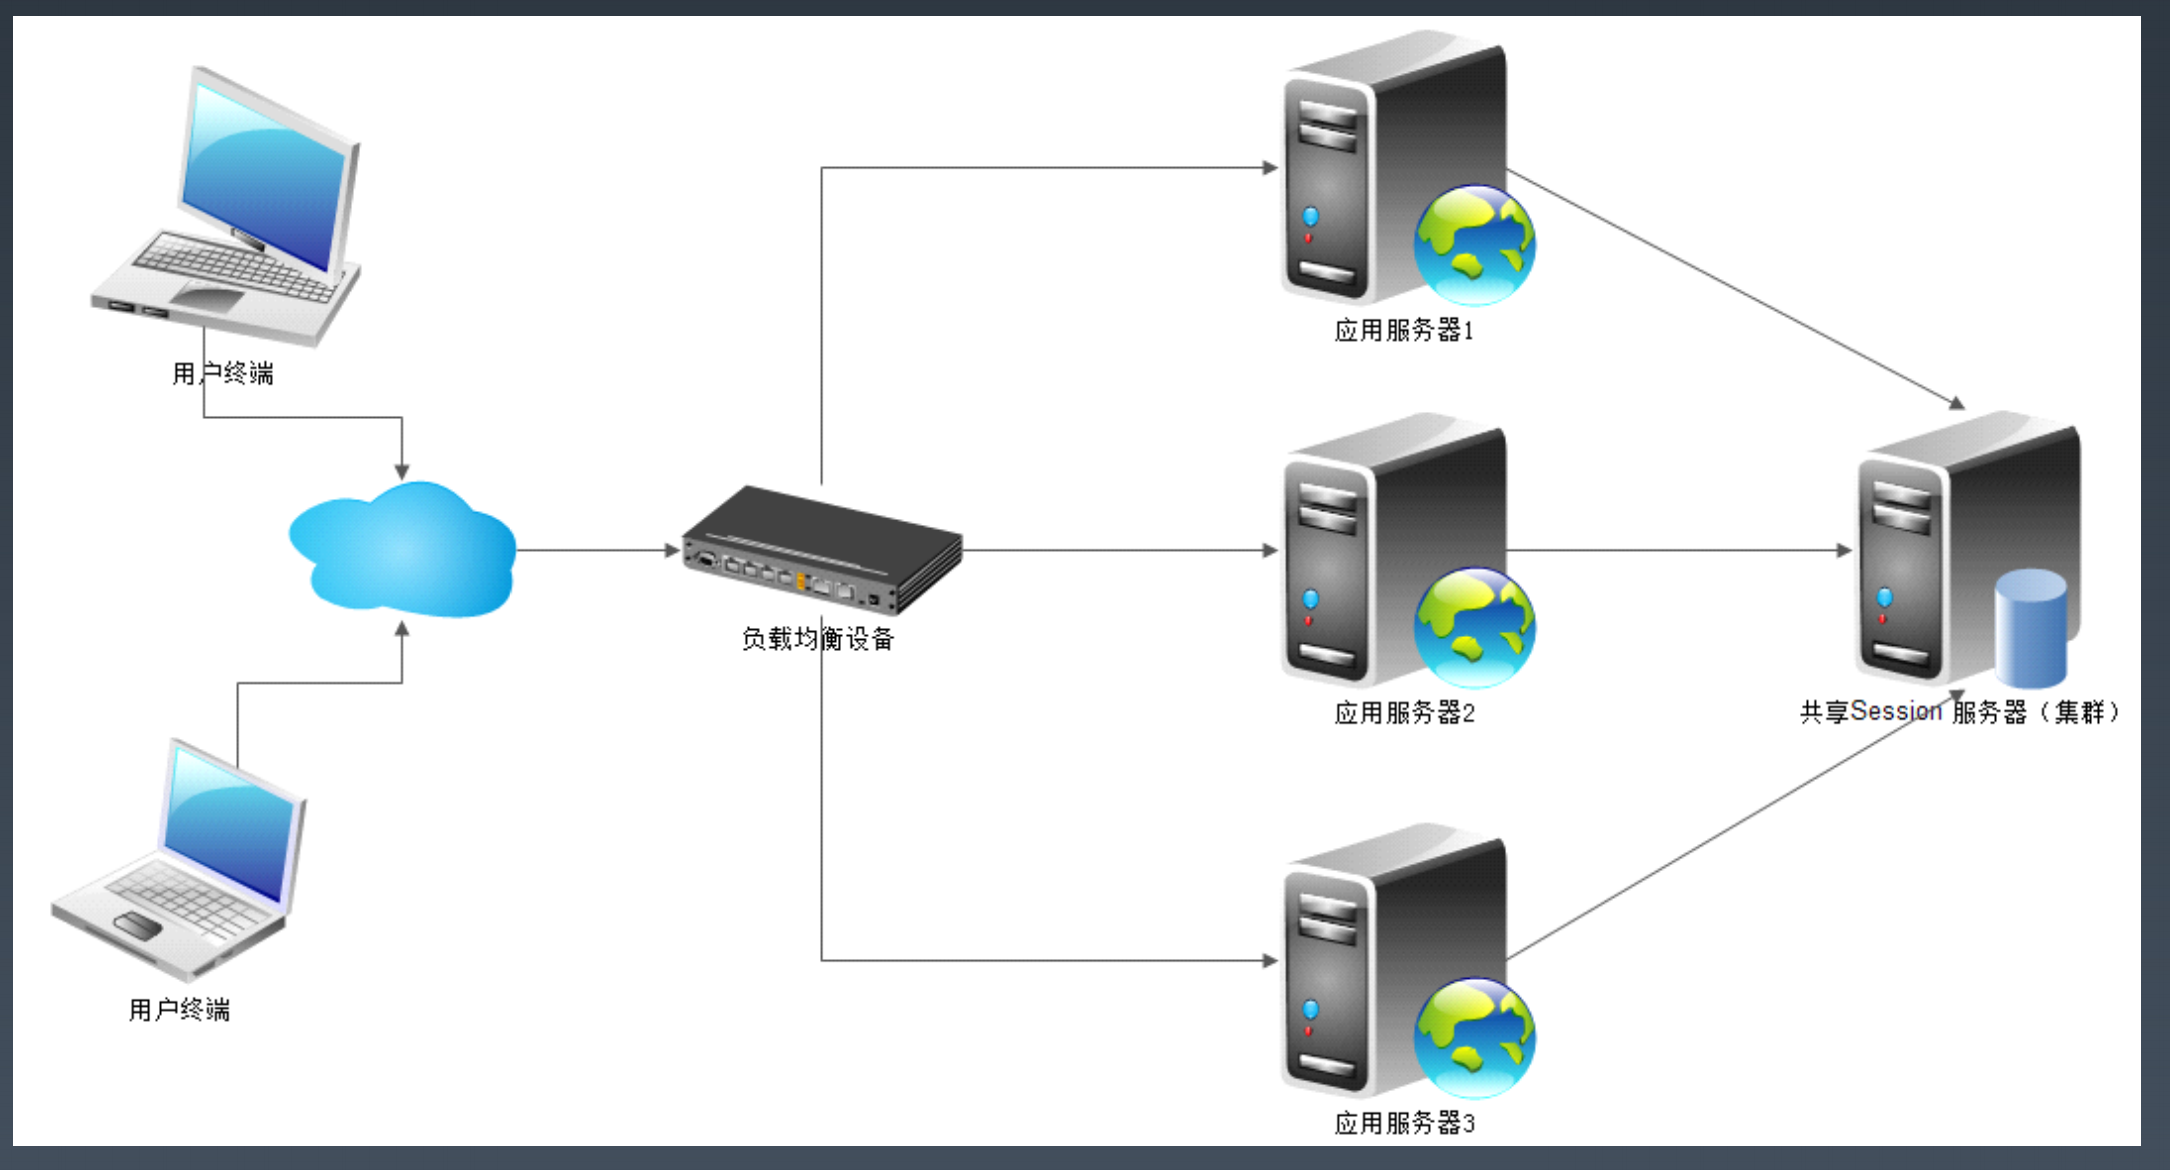 用户终端
用户终端
负载均衡设备
应用服务器1
应用服务器2
应用服务器3
共享Session 服务器（集群）